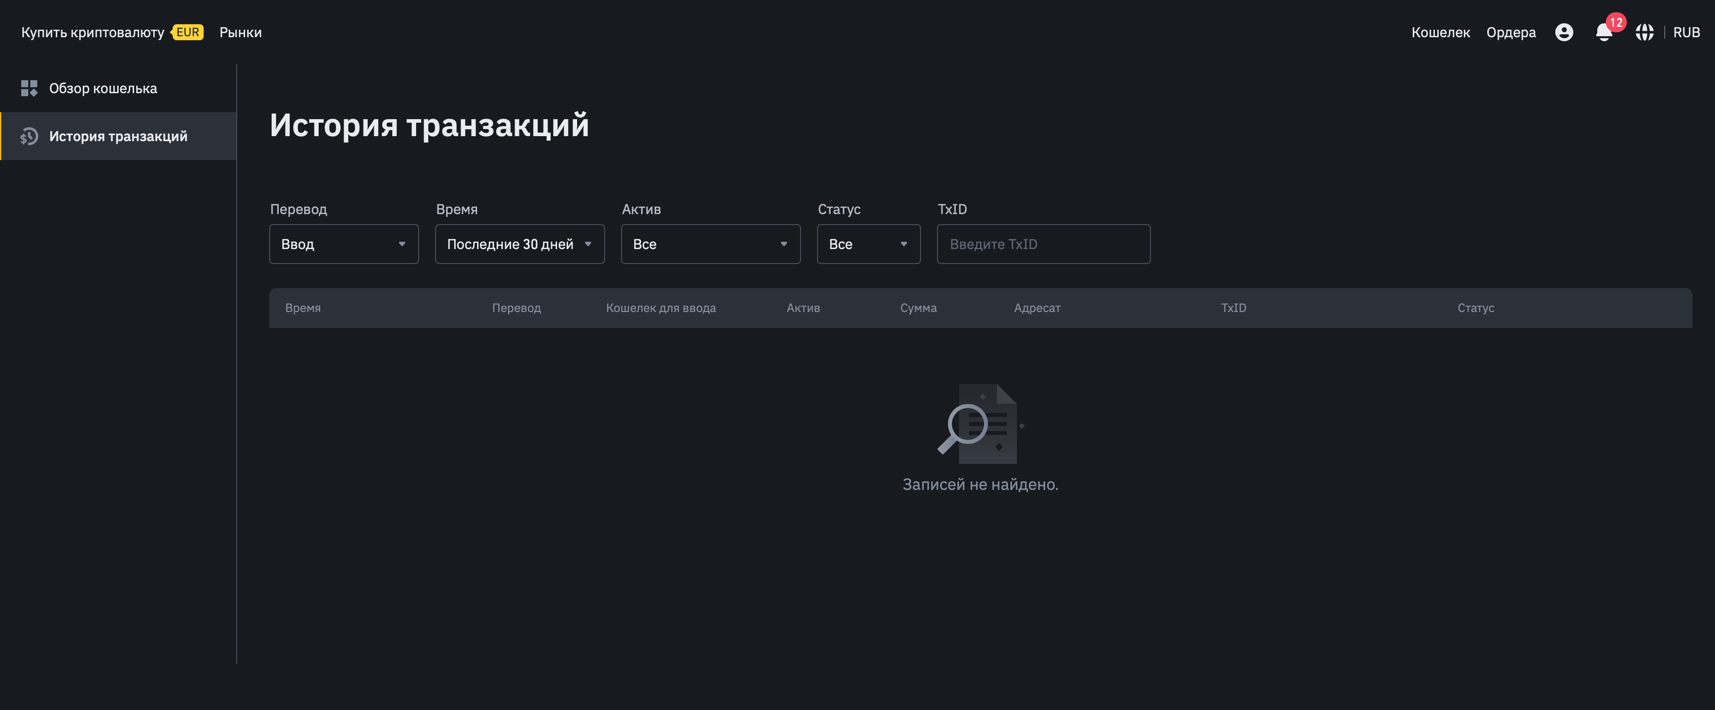 Купить криптовалюту EUR Рынки Кошелек Ордера 12 RUB
Обзор кошелька
История транзакций
История транзакций
Перевод Время Актив Статус TxID
Ввод Последние 30 дней Все Все Введите TxID
Время Перевод Кошелек для ввода Актив Сумма Адресат TxID Статус
Записей не найдено.